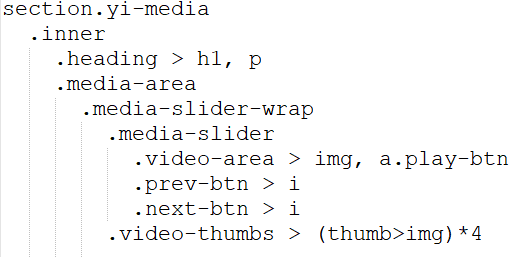 section.yi-media
.inner
.heading > h1, p
.media-area
.media-slider-wrap
.media-slider
.video-area > img, a.play-btn
.prev-btn > i
.next-btn > i
.video-thumbs > (thumb>img)*4